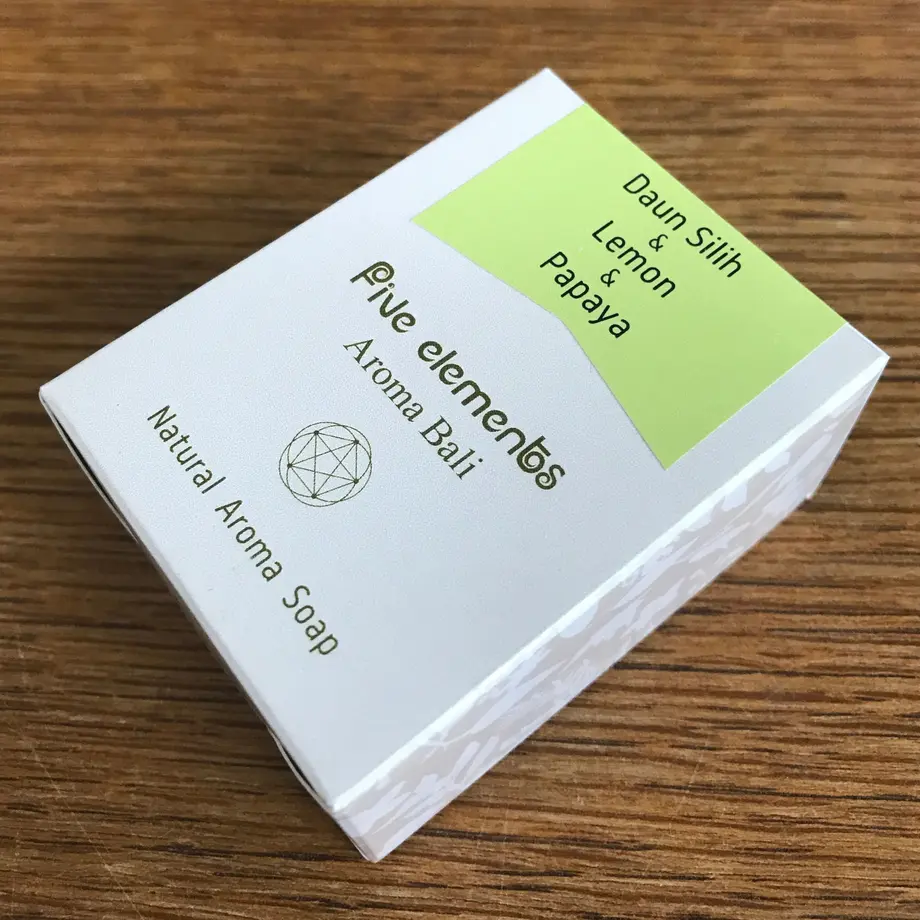 Daun Silih
&
Lemon
&
Papaya
five elements
Aroma Bali
Natural Aroma Soap